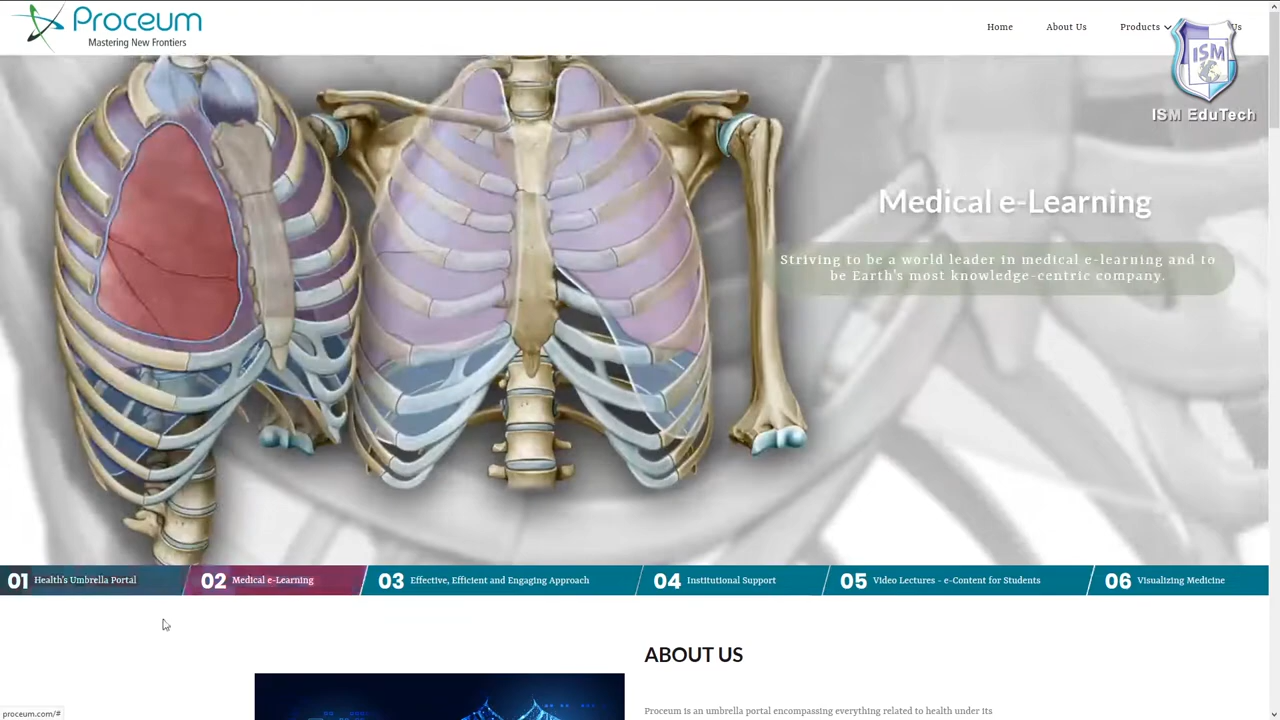 Proceum
Mastering New Frontiers
Home
About Us
Products
Us
ISM
ISM EduTech
Medical e-Learning
Striving to be a world leader in medical e-learning and to
be Earth's most knowledge-centric company.
01 Health's Umbrella Portal
02 Medical e-Learning
03 Effective, Efficient and Engaging Approach
04 Institutional Support
05 Video Lectures - e-Content for Students
06 Visualizing Medicine
ABOUT US
Proceum is an umbrella portal encompassing everything related to health under its
proceum.com/#